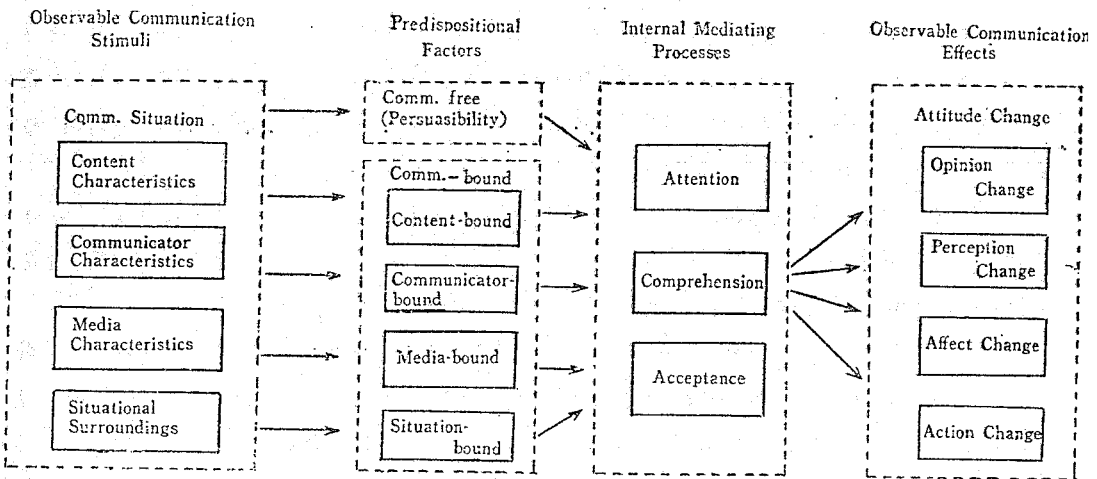 Observable Communication
Stimuli
Predispositional
Factors
Internal Mediating
Processes
Observable Communication
Effects
Comm. Situation
Content
Characteristics
Communicator
Characteristics
Media
Characteristics
Situational
Surroundings
Comm. free
(Persuasibility)
Comm.-bound
Content-bound
Communicator-
bound
Media-bound
Situation-
bound
Attention
Comprehension
Acceptance
Attitude Change
Opinion
Change
Perception
Change
Affect Change
Action Change